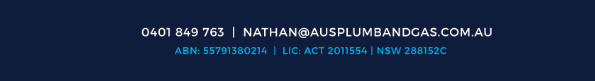 0401 849 763 | NATHAN@AUSPLUMBANDGAS.COM.AU
ABN: 55791380214 | LIC: ACT 2011554 | NSW 288152C